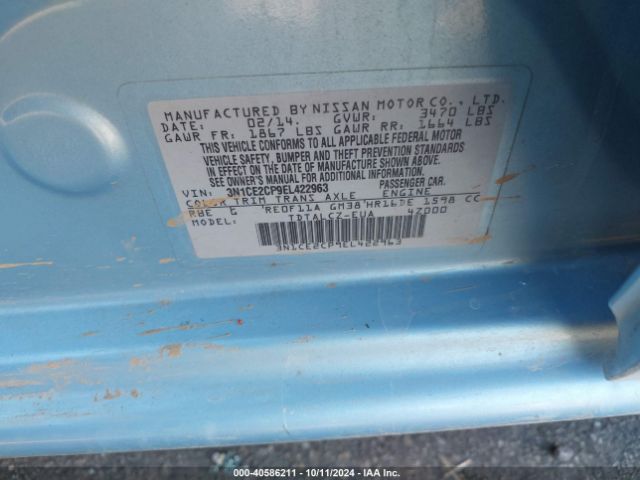 MANUFACTURED BY NISSAN MOTOR CO., LTD.
DATE: 02/14. GVWR: 3470 LBS
GAWR FR: 1867 LBS GAWR RR: 1664 LBS
THIS VEHICLE CONFORMS TO ALL APPLICABLE FEDERAL MOTOR
VEHICLE SAFETY, BUMPER AND THEFT PREVENTION STANDARDS
IN EFFECT ON THE DATE OF MANUFACTURE SHOWN ABOVE.
SEE OWNER'S MANUAL FOR ADDITIONAL INFORMATION.
VIN: 3N1CE2CP9EL422963 PASSENGER CAR.
COLOR TRIM TRANS AXLE ENGINE
RBE G RE0F11A GM38 HR16DE 1598 CC
MODEL: TDTALCZ-EUA 47000
3N1CE2CP9EL422963
000-40586211 - 10/11/2024 - IAA Inc.